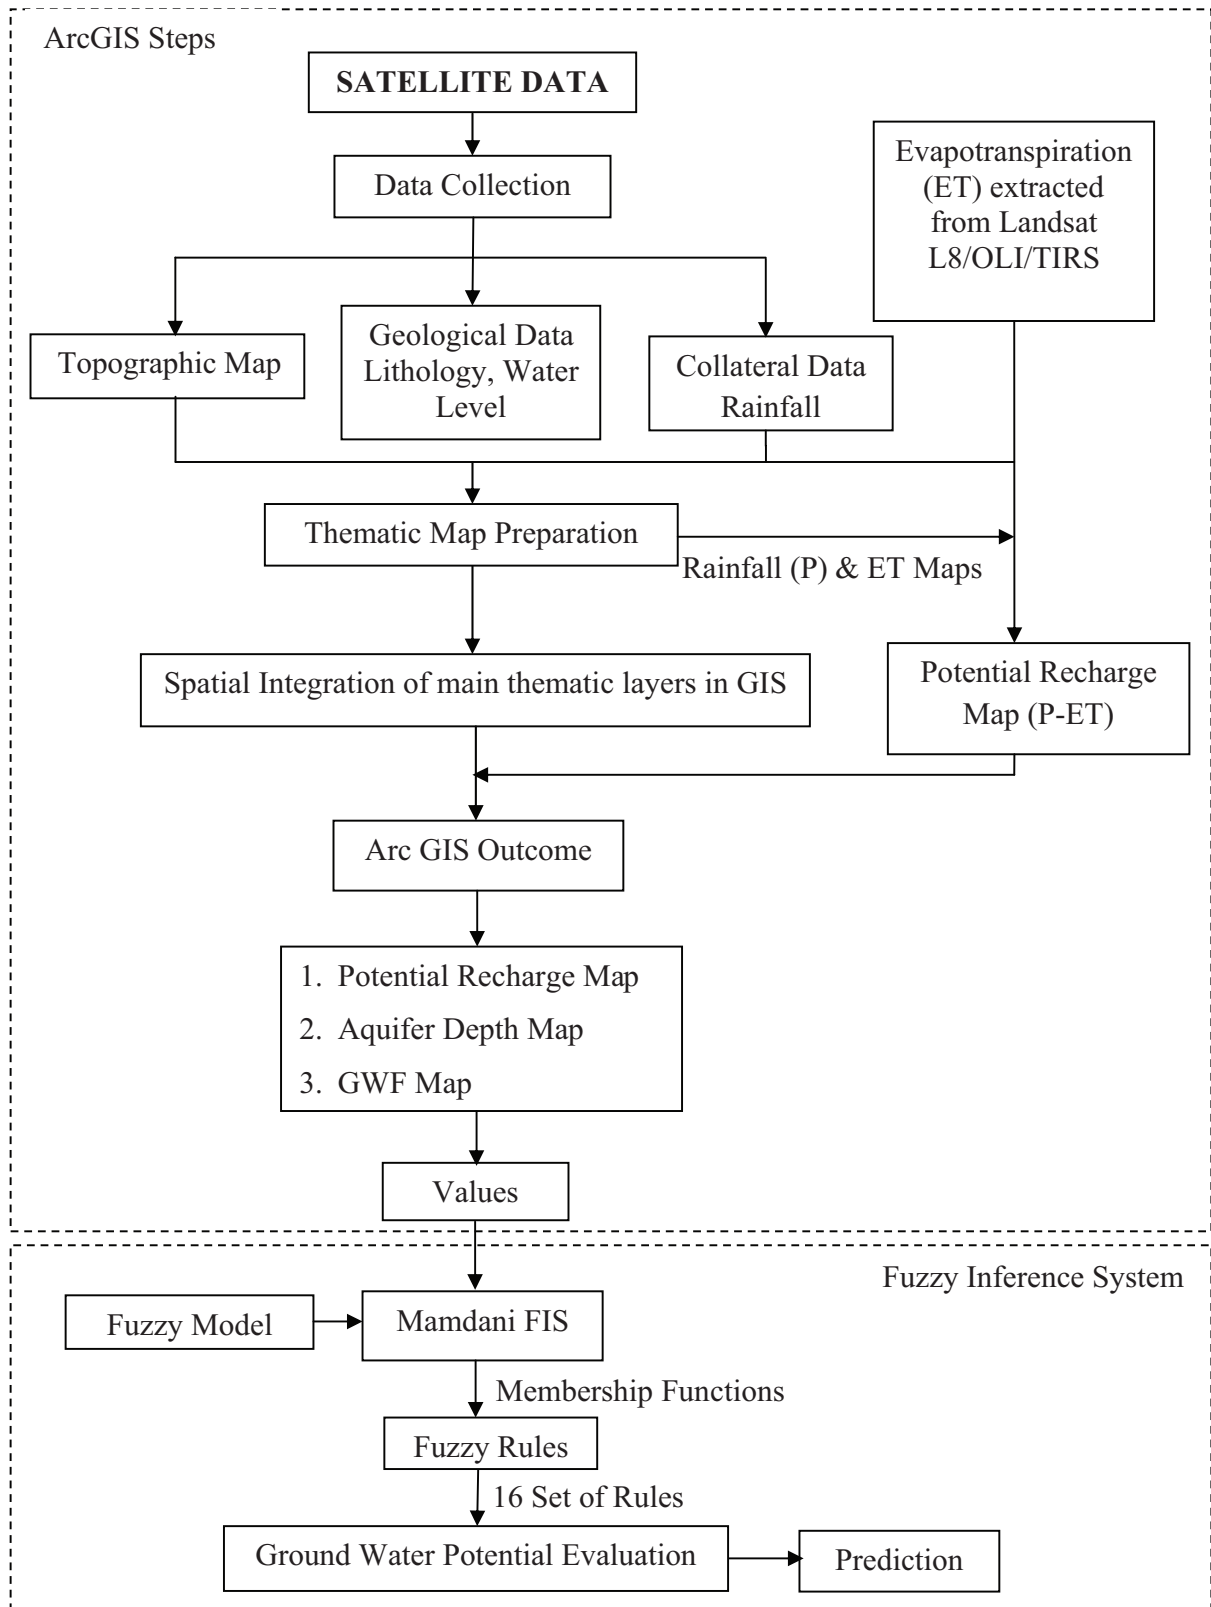 ArcGIS Steps
SATELLITE DATA
Data Collection
Evapotranspiration
(ET) extracted
from Landsat
L8/OLI/TIRS
Topographic Map
Geological Data
Lithology, Water
Level
Collateral Data
Rainfall
Thematic Map Preparation
Rainfall (P) & ET Maps
Spatial Integration of main thematic layers in GIS
Potential Recharge
Map (P-ET)
Arc GIS Outcome
1. Potential Recharge Map
2. Aquifer Depth Map
3. GWF Map
Values
Fuzzy Inference System
Fuzzy Model
Mamdani FIS
Membership Functions
Fuzzy Rules
16 Set of Rules
Ground Water Potential Evaluation
Prediction